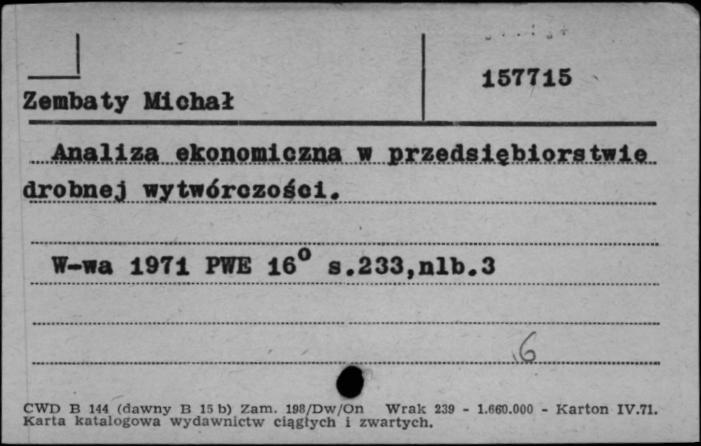 157715
Zembaty Michał
Analiza ekonomiczna w przedsiębiorstwie
drobnej wytwórczości.
W-wa 1971 PWE 16° s.233,nlb.3
6
CWD B 144 (dawny B 15 b) Zam. 198/Dw/On Wrak 239 - 1.660.000 - Karton IV.71.
Karta katalogowa wydawnictw ciągłych i zwartych.